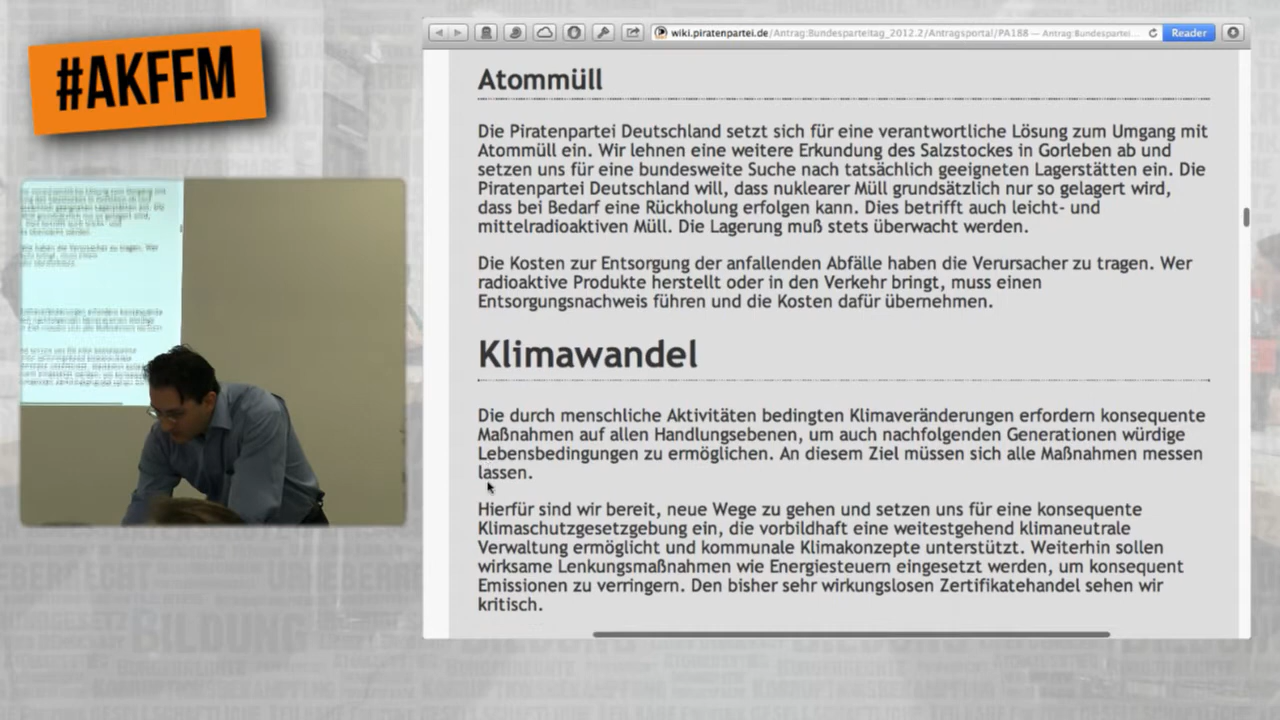 #AKFFM
wiki.piratenpartei.de/Antrag:Bundesparteitag_2012.2/Antragsportal/PA188 — Antrag:Bundespartei...
Reader
Atommüll
Die Piratenpartei Deutschland setzt sich für eine verantwortliche Lösung zum Umgang mit
Atommüll ein. Wir lehnen eine weitere Erkundung des Salzstockes in Gorleben ab und
setzen uns für eine bundesweite Suche nach tatsächlich geeigneten Lagerstätten ein. Die
Piratenpartei Deutschland will, dass nuklearer Müll grundsätzlich nur so gelagert wird,
dass bei Bedarf eine Rückholung erfolgen kann. Dies betrifft auch leicht- und
mittelradioaktiven Müll. Die Lagerung muß stets überwacht werden.
Die Kosten zur Entsorgung der anfallenden Abfälle haben die Verursacher zu tragen. Wer
radioaktive Produkte herstellt oder in den Verkehr bringt, muss einen
Entsorgungsnachweis führen und die Kosten dafür übernehmen.
Klimawandel
Die durch menschliche Aktivitäten bedingten Klimaveränderungen erfordern konsequente
Maßnahmen auf allen Handlungsebenen, um auch nachfolgenden Generationen würdige
Lebensbedingungen zu ermöglichen. An diesem Ziel müssen sich alle Maßnahmen messen
lassen.
Hierfür sind wir bereit, neue Wege zu gehen und setzen uns für eine konsequente
Klimaschutzgesetzgebung ein, die vorbildhaft eine weitestgehend klimaneutrale
Verwaltung ermöglicht und kommunale Klimakonzepte unterstützt. Weiterhin sollen
wirksame Lenkungsmaßnahmen wie Energiesteuern eingesetzt werden, um konsequent
Emissionen zu verringern. Den bisher sehr wirkungslosen Zertifikatehandel sehen wir
kritisch.
BILDUNG